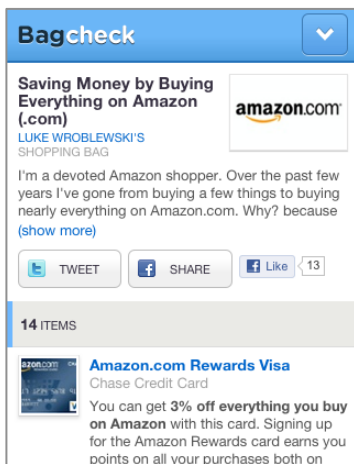 Bagcheck
Saving Money by Buying
Everything on Amazon
(.com)
LUKE WROBLEWSKI'S
SHOPPING BAG
amazon.com
I'm a devoted Amazon shopper. Over the past few
years I've gone from buying a few things to buying
nearly everything on Amazon.com. Why? because
(show more)
TWEET
SHARE
Like
13
14 ITEMS
Amazon.com Rewards Visa
Chase Credit Card
You can get 3% off everything you buy
on Amazon with this card. Signing up
for the Amazon Rewards card earns you
points on all your purchases both on